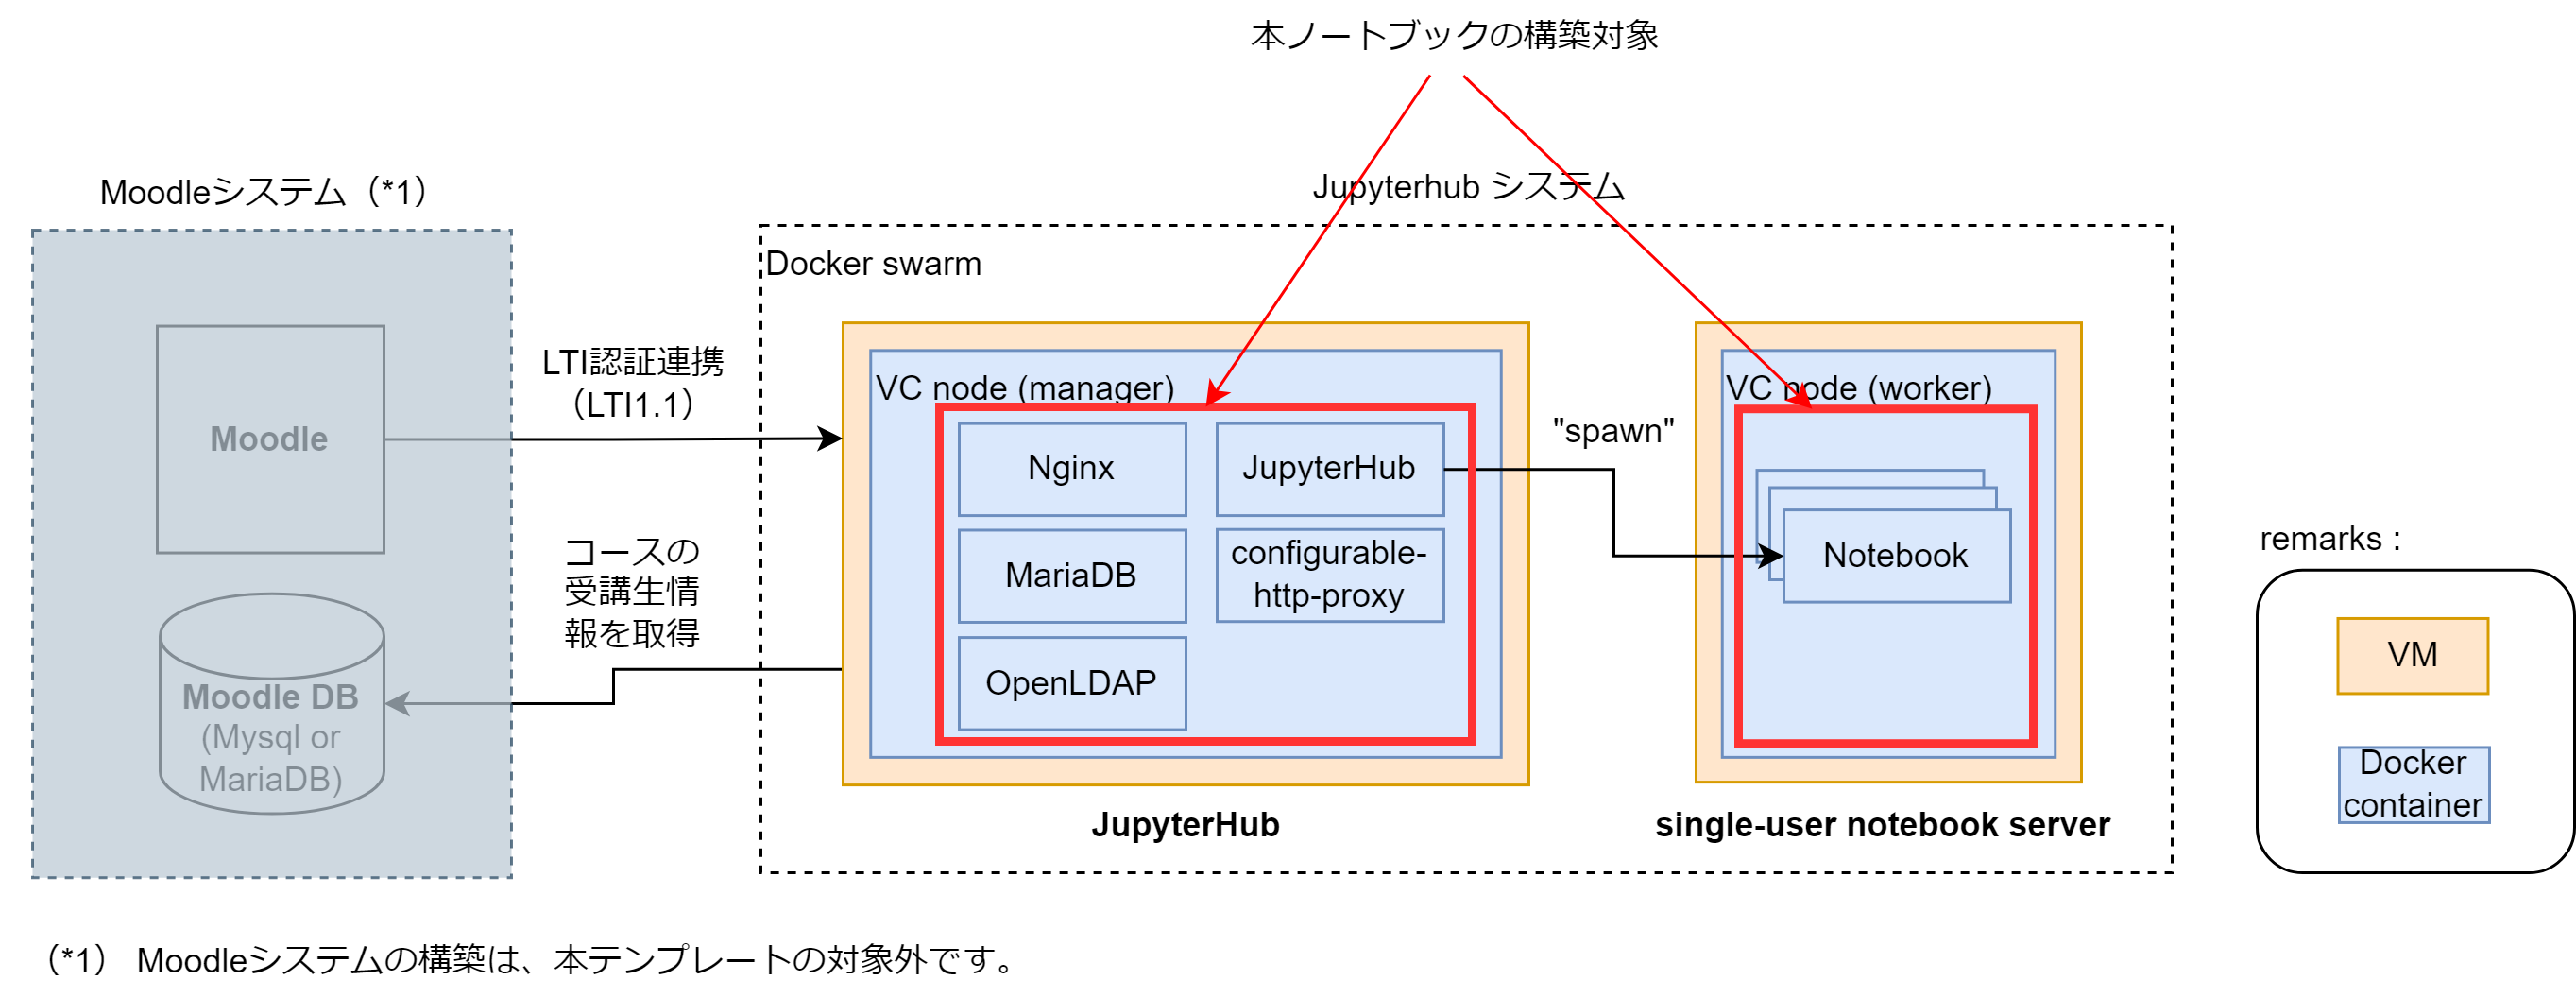 本ノートブックの構築対象
Moodleシステム（*1）
Jupyterhub システム
Docker swarm
LTI認証連携
（LTI1.1）
VC node (manager)
VC node (worker)
Moodle
Nginx
JupyterHub
"spawn"
コースの
受講生情
報を取得
MariaDB
configurable-
http-proxy
Notebook
remarks :
OpenLDAP
Moodle DB
(Mysql or
MariaDB)
VM
Docker
container
JupyterHub
single-user notebook server
（*1） Moodleシステムの構築は、本テンプレートの対象外です。